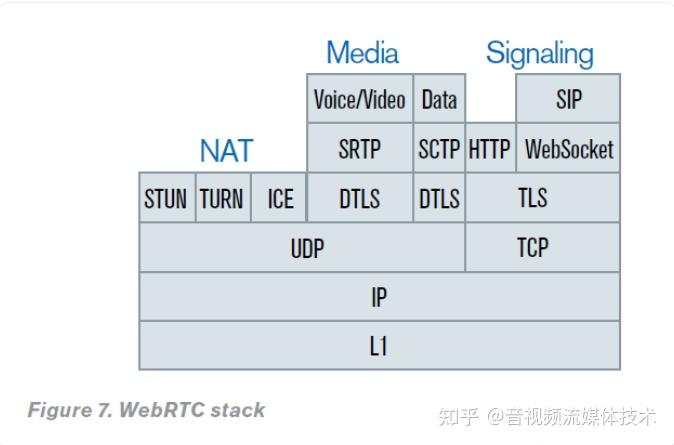 Media Signaling
Voice/Video Data SIP
NAT SRTP SCTP HTTP WebSocket
STUN TURN ICE DTLS DTLS TLS
UDP TCP
IP
L1
Figure 7. WebRTC stack
知乎 @音视频流媒体技术